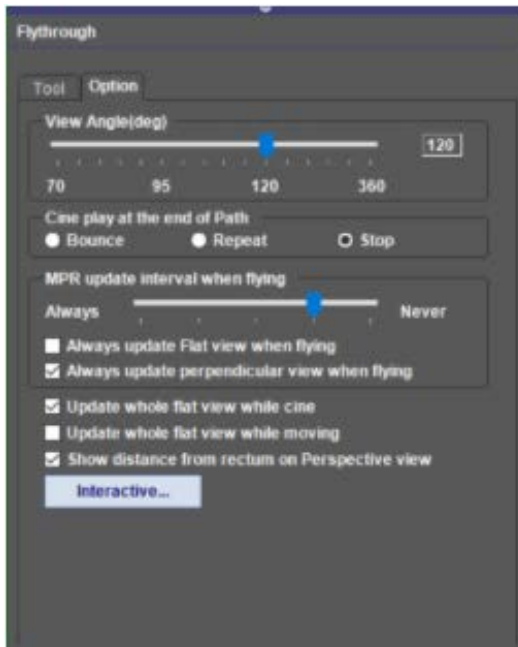 Flythrough
Tool Option
View Angle(deg)
120
70 95 120 360
Cine play at the end of Path
Bounce Repeat Stop
MPR update interval when flying
Always Never
Always update Flat view when flying
Always update perpendicular view when flying
Update whole flat view while cine
Update whole flat view while moving
Show distance from rectum on Perspective view
Interactive...